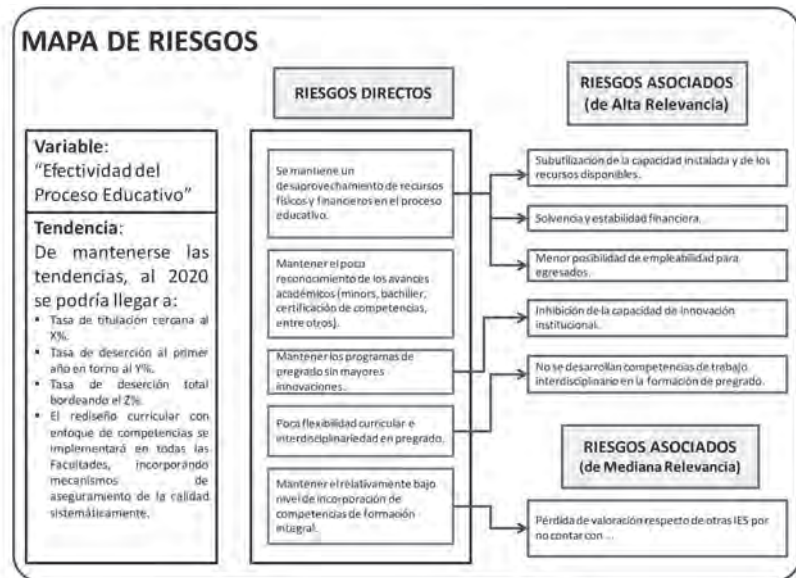 MAPA DE RIESGOS
Variable:
"Efectividad del
Proceso Educativo"
Tendencia:
De mantenerse las
tendencias, al 2020
se podría llegar a:
▪ Tasa de titulación cercana al
X%.
▪ Tasa de deserción al primer
año en torno al Y%.
▪ Tasa de deserción total
bordeando el Z%.
▪ El rediseño curricular con
enfoque de competencias se
implementará en todas las
Facultades, incorporando
mecanismos de
aseguramiento de la calidad
sistemáticamente.
RIESGOS DIRECTOS
Se mantiene un
desaprovechamiento de recursos
físicos y financieros en el proceso
educativo.
Mantener el poco
reconocimiento de los avances
académicos (minors, bachiller,
certificación de competencias,
entre otros).
Mantener los programas de
pregrado sin mayores
innovaciones.
Poca flexibilidad curricular e
interdisciplinariedad en pregrado.
Mantener el relativamente bajo
nivel de incorporación de
competencias de formación
integral.
RIESGOS ASOCIADOS
(de Alta Relevancia)
Subutilización de la capacidad instalada y de los
recursos disponibles.
Solvencia y estabilidad financiera...
Menor posibilidad de empleabilidad para
egresados.
Inhibición de la capacidad de innovación
institucional.
No se desarrollan competencias de trabajo
interdisciplinario en la formación de pregrado.
RIESGOS ASOCIADOS
(de Mediana Relevancia)
Pérdida de valoración respecto de otras IES por
no contar con ...